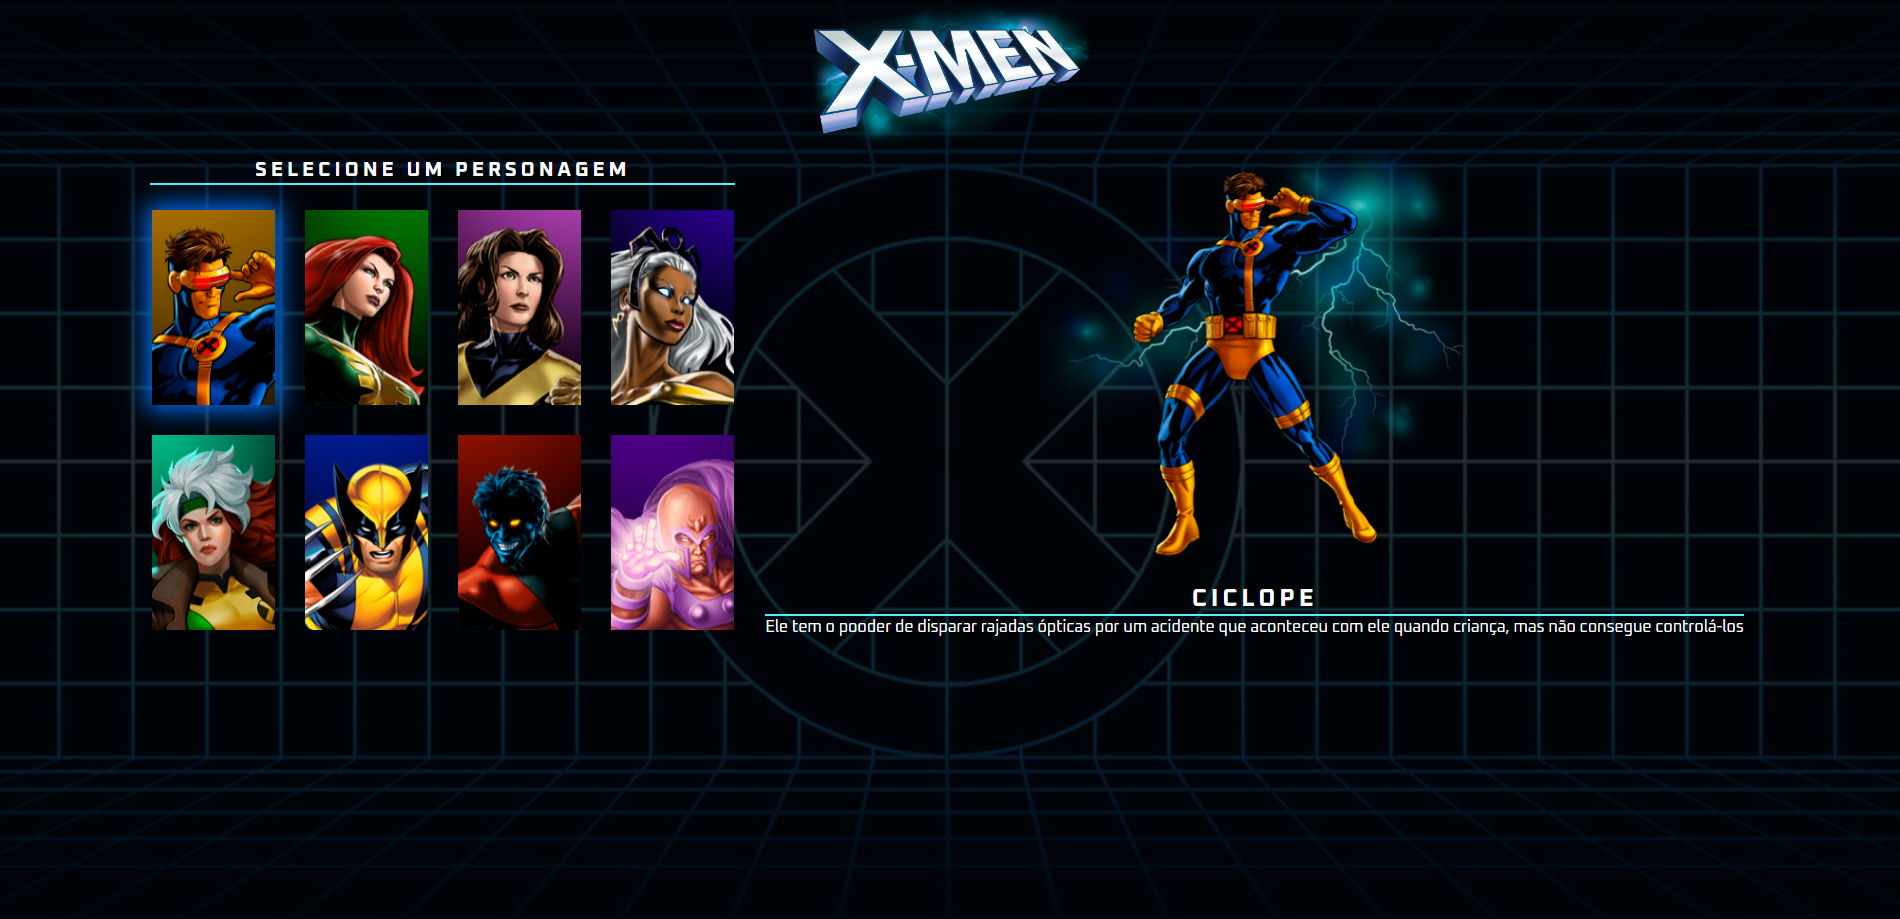 X-MEN
SELECIONE UM PERSONAGEM
CICLOPE
Ele tem o pooder de disparar rajadas ópticas por um acidente que aconteceu com ele quando criança, mas não consegue controlá-los